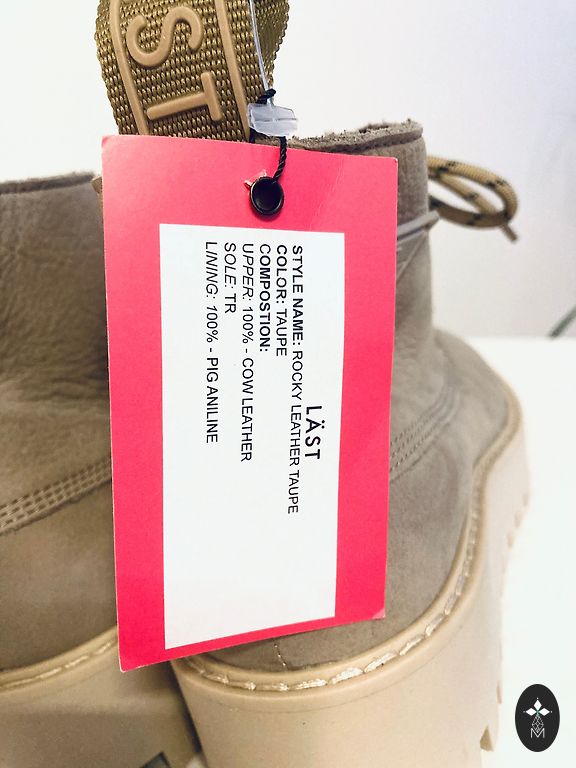 ST
LÄST
STYLE NAME: ROCKY LEATHER TAUPE
COLOR: TAUPE
COMPOSTION:
UPPER: 100% - COW LEATHER
SOLE: TR
LINING: 100% - PIG ANILINE
M